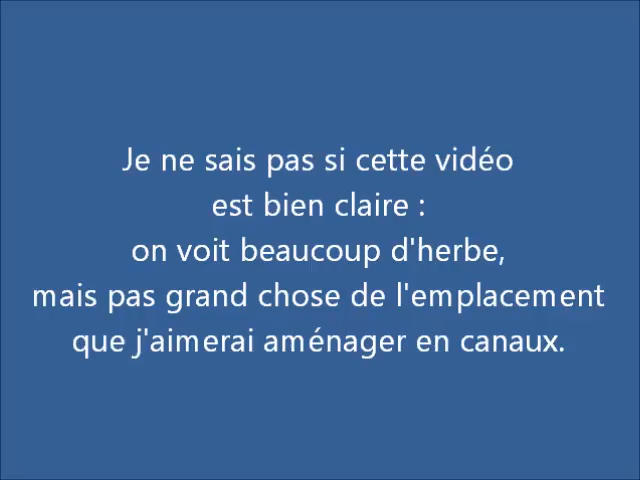 Je ne sais pas si cette vidéo
est bien claire :
on voit beaucoup d'herbe,
mais pas grand chose de l'emplacement
que j'aimerai aménager en canaux.